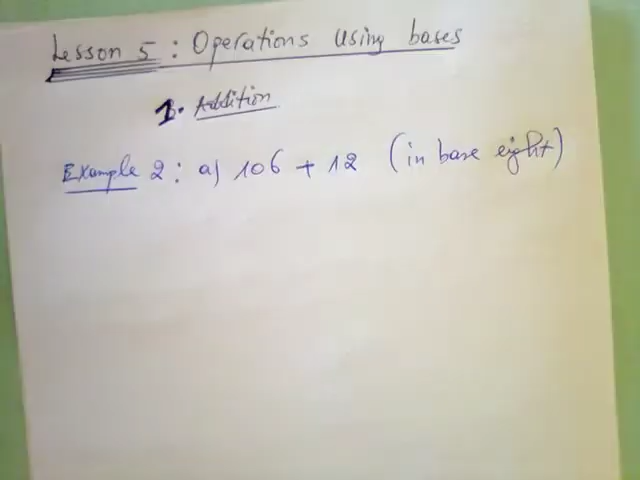 Lesson 5 : Operations using bases
1. Addition
Example 2 : a) 106 + 12 (in base eight)